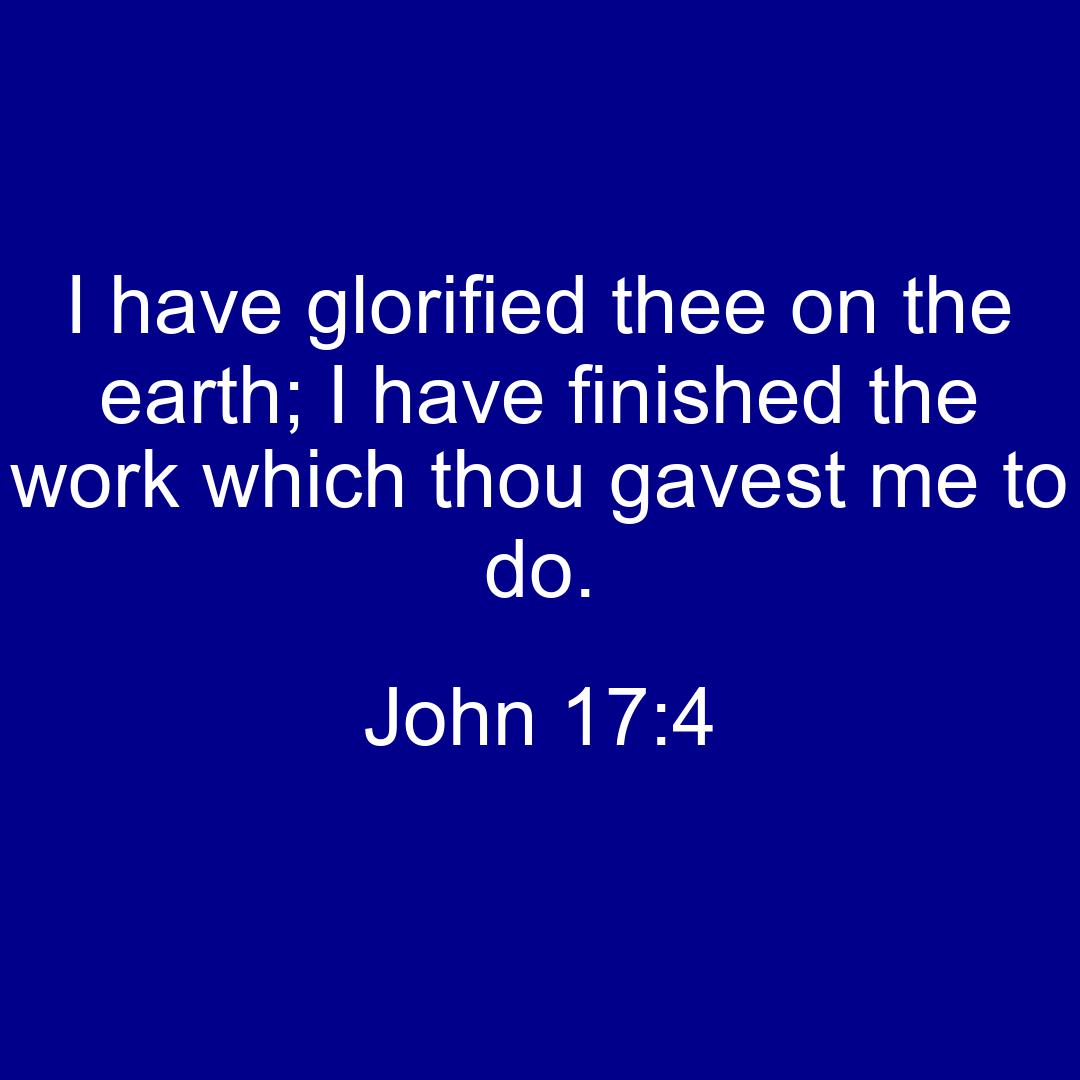 I have glorified thee on the
earth; I have finished the
work which thou gavest me to
do.
John 17:4